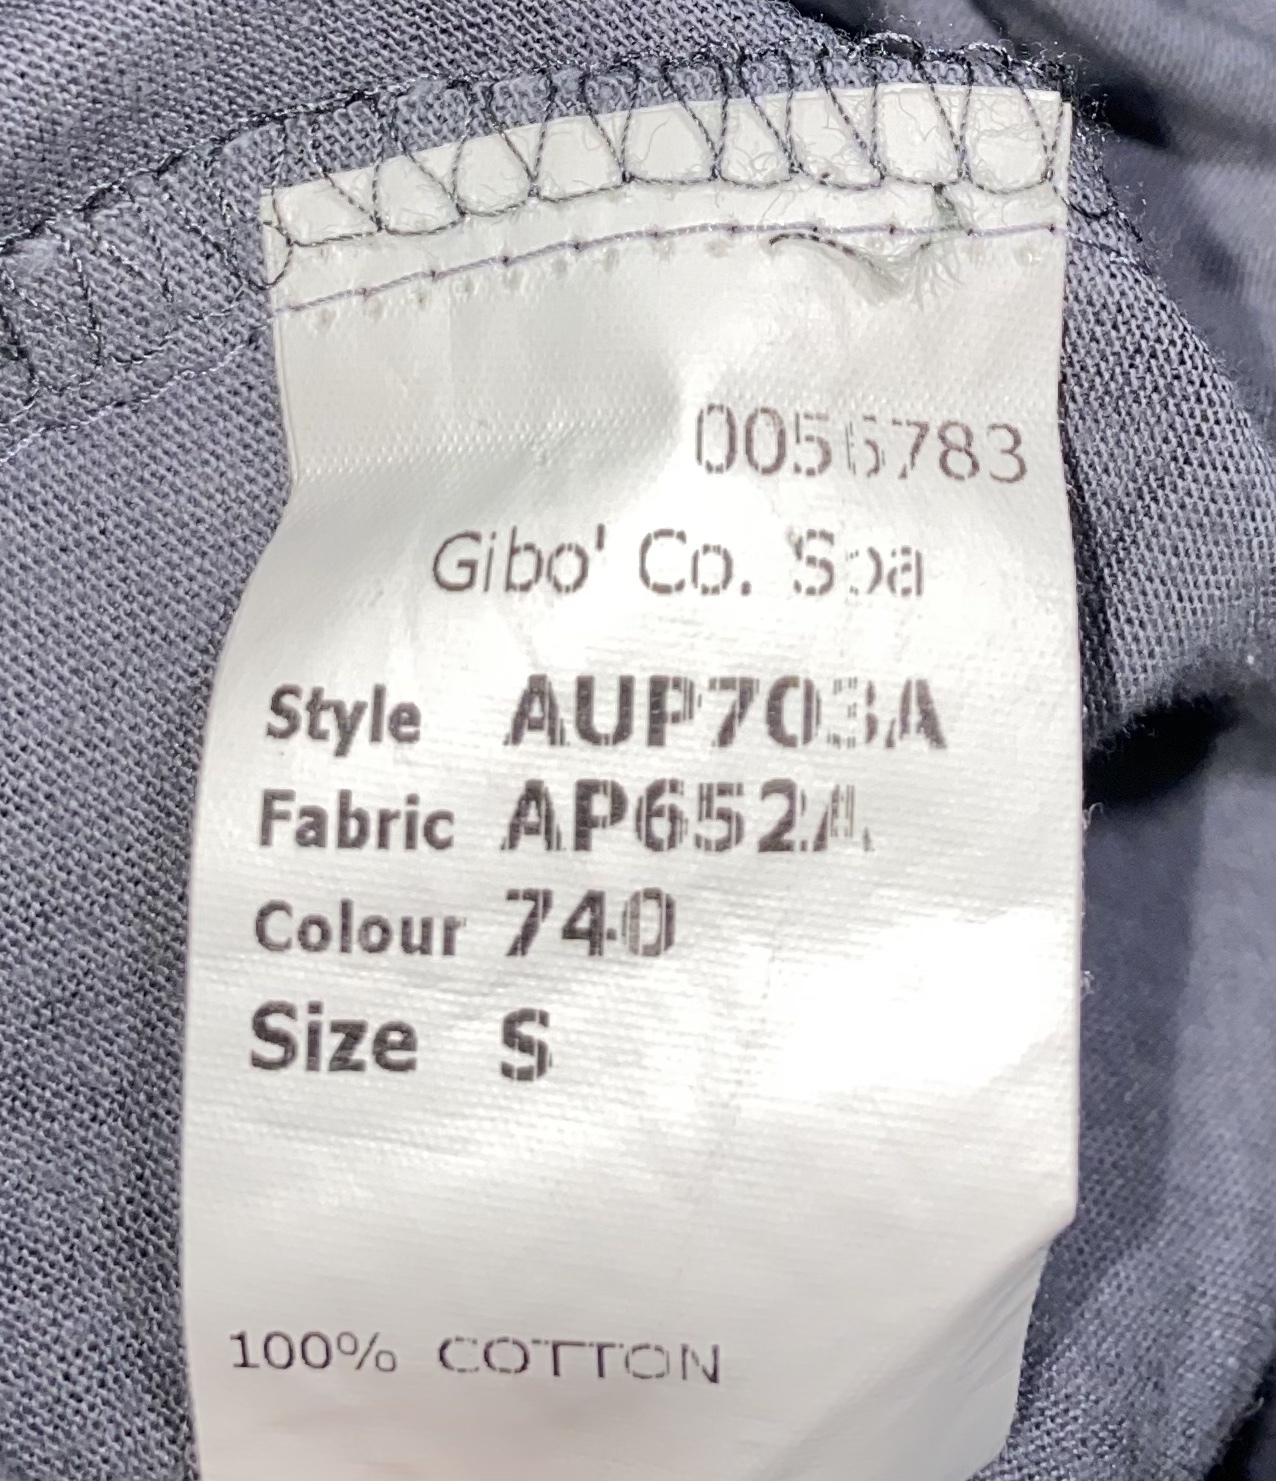 0056783
Gibo' Co. Spa
Style AUP703A
Fabric AP652A
Colour 740
Size S
100% COTTON